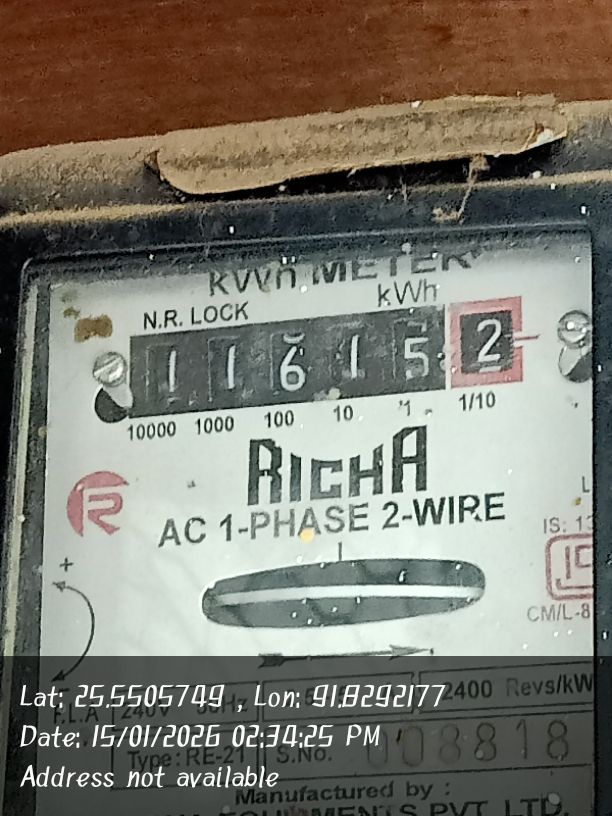 kWh METER
kWh
N.R. LOCK
1 1 6 1 5 2
10000 1000 100 10 1 1/10
RICHA
R
AC 1-PHASE 2-WIRE
IS: 13
CM/L-8
+
F.L.A 240V Hz 2400 Revs/kW
Type: RE-21 S.No. 008818
Manufactured by :
MENTS PVT. LTD.
Lat: 25.5505749 , Lon: 91.8292177
Date: 15/01/2026 02:34:25 PM
Address not available